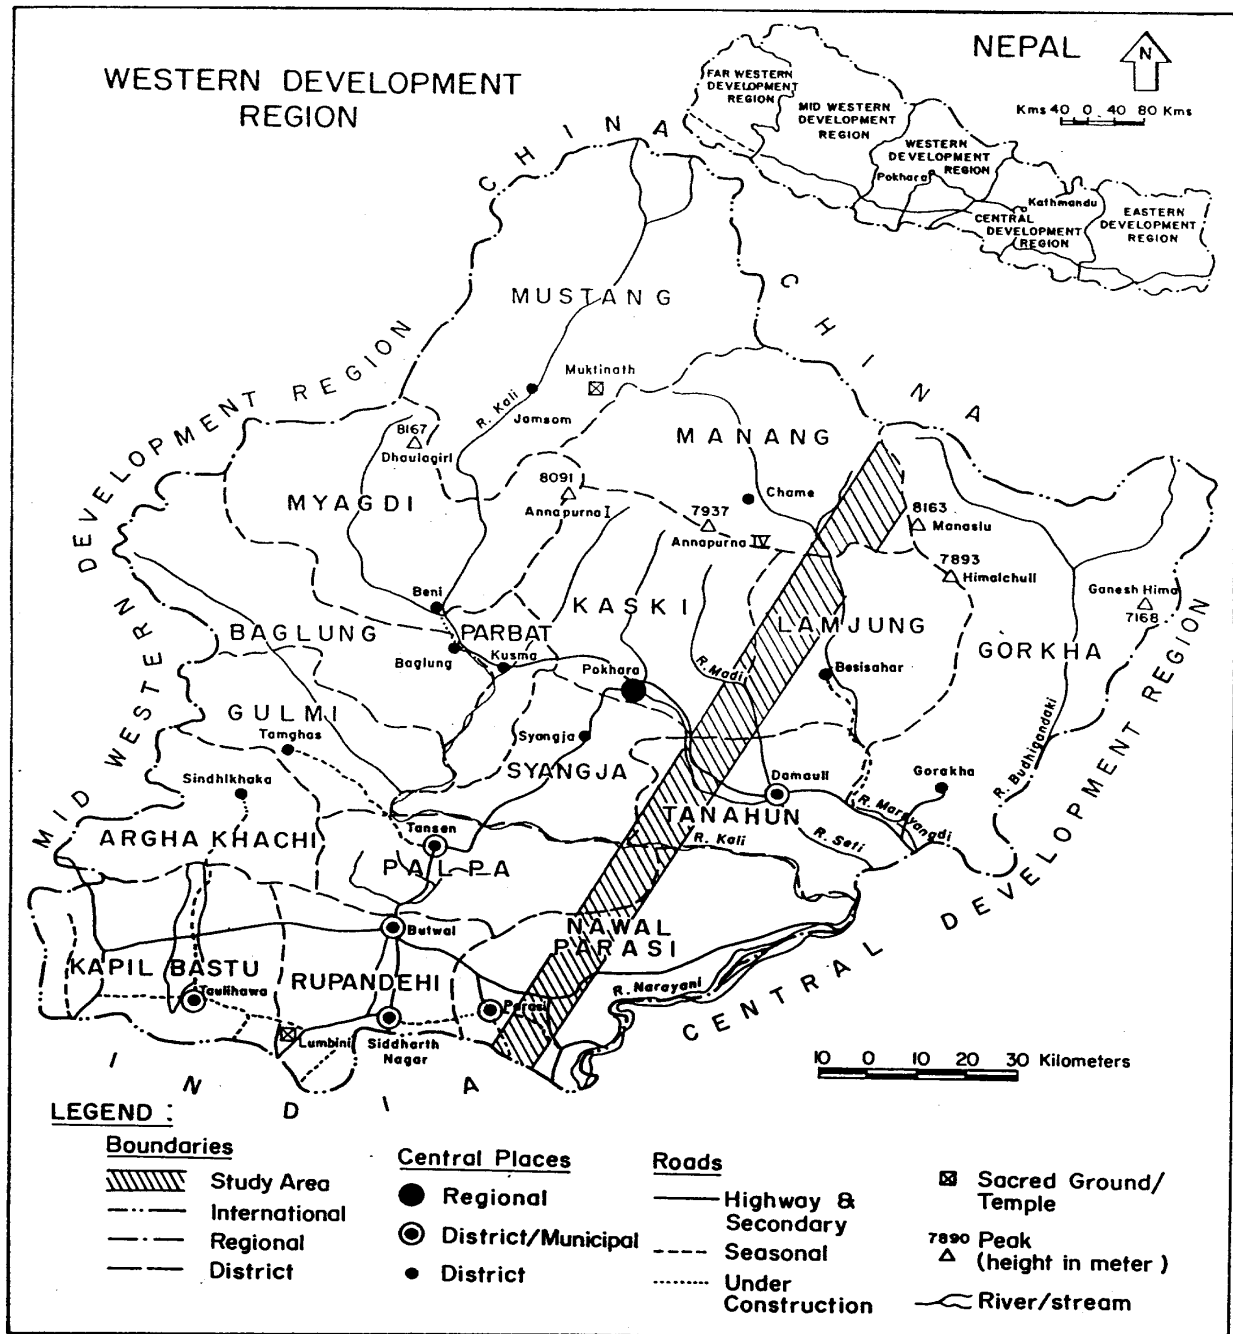 WESTERN DEVELOPMENT
REGION
NEPAL
N
Kms 40 0 40 80 Kms
FAR WESTERN
DEVELOPMENT
REGION
MID WESTERN
DEVELOPMENT
REGION
WESTERN
DEVELOPMENT
REGION
Pokhara
Kathmandu
CENTRAL
DEVELOPMENT
REGION
EASTERN
DEVELOPMENT
REGION
CHINA
CHINA
MID WESTERN DEVELOPMENT REGION
MUSTANG
Muktinath
R. Kali
Jamsom
MANANG
8167
Dhaulagiri
8091
Annapurna I
MYAGDI
Chame
7937
Annapurna IV
8163
Manaslu
7893
Himalchuli
Ganesh Hima
7168
Beni
KASKI
LAMJUNG
BAGLUNG
PARBAT
Baglung
Kusma
Pokhara
R. Madi
Besisahar
GORKHA
GULMI
Tamghas
Syangja
SYANGJA
R. Budhigandaki
Sindhikhaka
Damauli
Gorakha
TANAHUN
R. Marsyangdi
ARGHA KHACHI
Tansen
R. Kali
R. Seti
PALPA
Butwal
NAWAL
PARASI
KAPIL BASTU
Taulihawa
RUPANDEHI
Parasi
R. Narayani
CENTRAL DEVELOPMENT REGION
Lumbini
Siddharth
Nagar
INDIA
10 0 10 20 30 Kilometers
LEGEND :
Boundaries
Study Area
International
Regional
District
Central Places
Regional
District/Municipal
District
Roads
Highway &
Secondary
Seasonal
Under
Construction
Sacred Ground/
Temple
7890 Peak
(height in meter)
River/stream